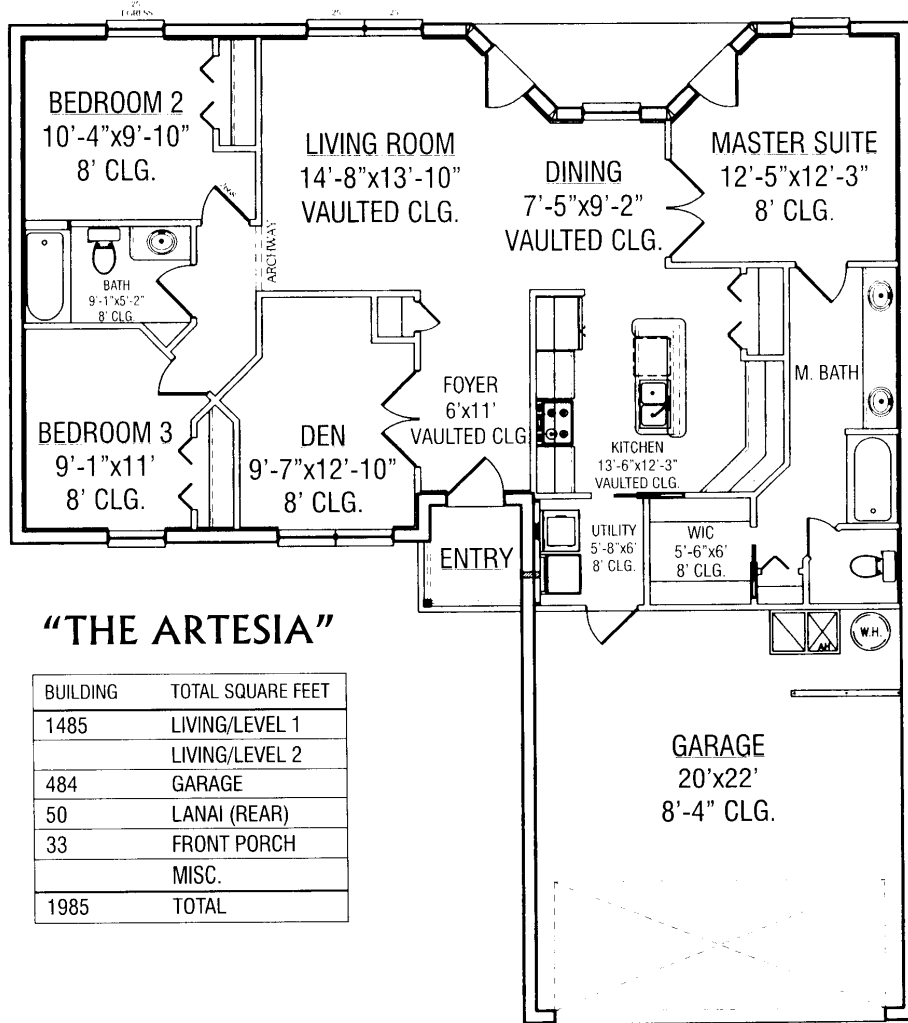 25
EGRESS
25
25
BEDROOM 2
10'-4"x9'-10"
8' CLG.
LIVING ROOM
14'-8"x13'-10"
VAULTED CLG.
DINING
7'-5"x9'-2"
VAULTED CLG.
MASTER SUITE
12'-5"x12'-3"
8' CLG.
ARCHWAY
BATH
9'-1"x5'-2"
8' CLG.
M. BATH
FOYER
6'x11'
VAULTED CLG
BEDROOM 3
9'-1"x11'
8' CLG.
DEN
9'-7"x12'-10"
8' CLG.
KITCHEN
13'-6"x12'-3"
VAULTED CLG.
ENTRY
UTILITY
5'-8"x6'
8' CLG.
WIC
5'-6"x6'
8' CLG.
AH
W.H.
"THE ARTESIA"
BUILDING TOTAL SQUARE FEET
1485 LIVING/LEVEL 1
LIVING/LEVEL 2
484 GARAGE
50 LANAI (REAR)
33 FRONT PORCH
MISC.
1985 TOTAL
GARAGE
20'x22'
8'-4" CLG.